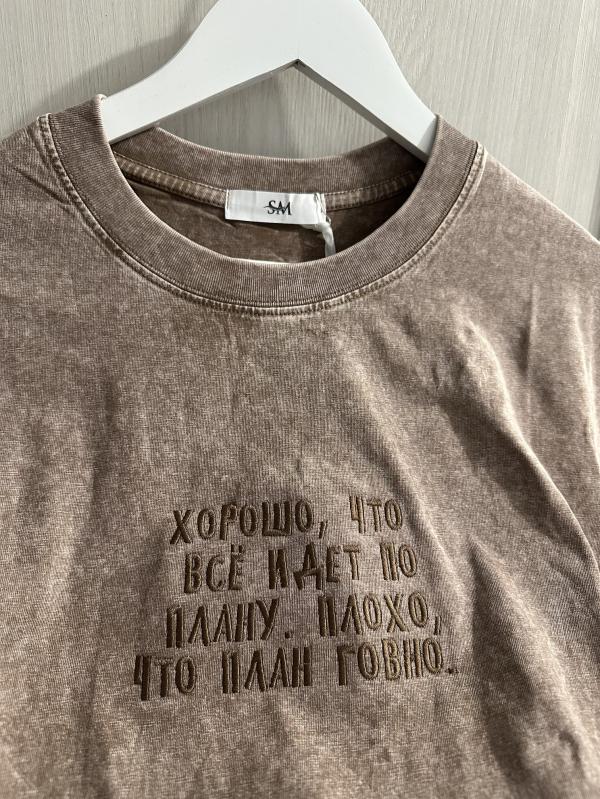 SM
ХОРОШО, ЧТО
ВСЁ ИДЕТ ПО
ПЛАНУ. ПЛОХО,
ЧТО ПЛАН ГОВНО..